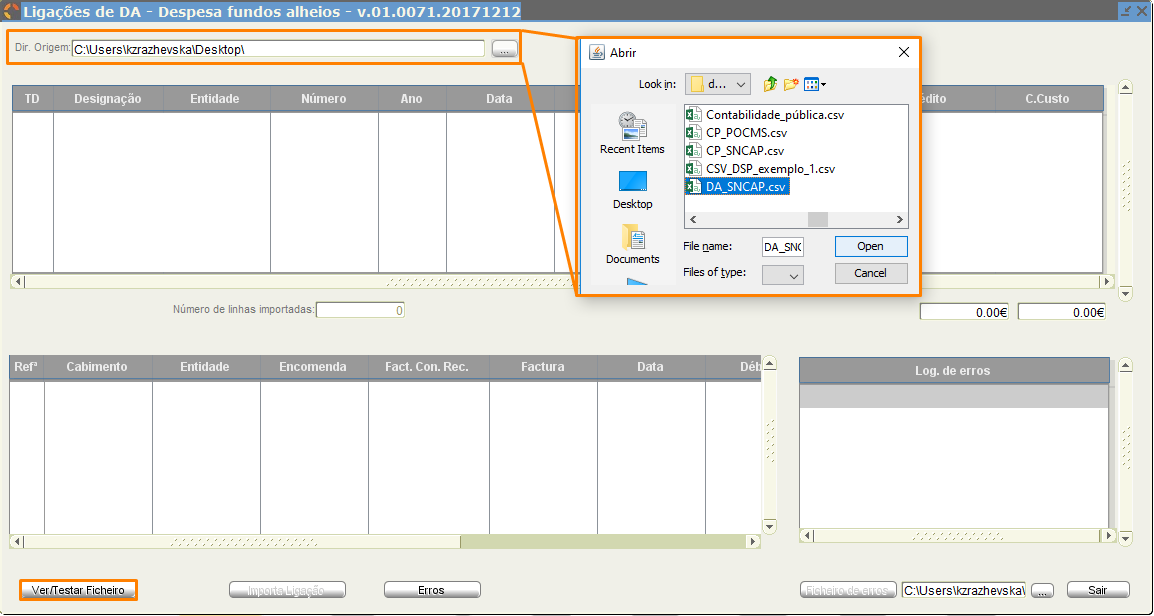 Ligações de DA - Despesa fundos alheios - v.01.0071.20171212
Dir. Origem: C:\Users\kzrazhevska\Desktop\ ...
Abrir
Look in: d...
Recent Items
Desktop
Documents
Contabilidade_pública.csv
CP_POCMS.csv
CP_SNCAP.csv
CSV_DSP_exemplo_1.csv
DA_SNCAP.csv
File name: DA_SNC Open
Files of type: Cancel
TD Designação Entidade Número Ano Data édito C.Custo
Número de linhas importadas: 0
0.00€ 0.00€
Refª Cabimento Entidade Encomenda Fact. Con. Rec. Factura Data Déb
Log. de erros
Ver/Testar Ficheiro Importa Ligação Erros Ficheiro de erros C:\Users\kzrazhevska\ ... Sair